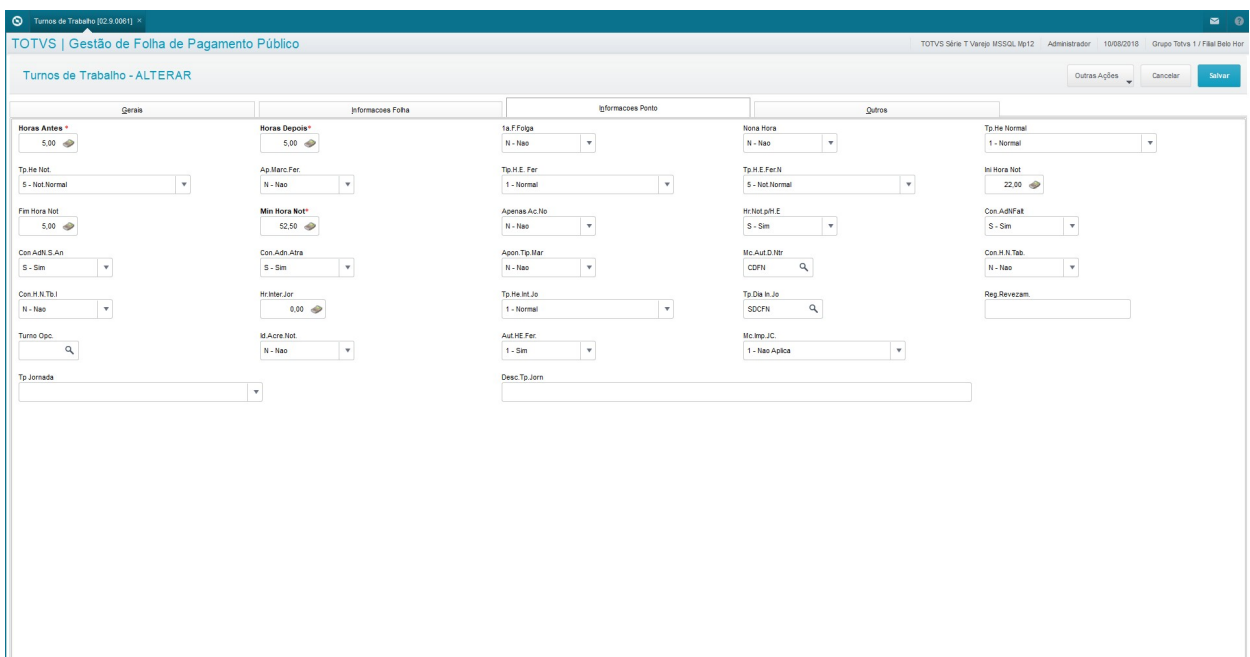 Turnos de Trabalho [02.9.0061] ×
TOTVS | Gestão de Folha de Pagamento Público
TOTVS Série T Varejo MSSQL Mp12 Administrador 10/08/2018 Grupo Totvs 1 / Filial Belo Hor
Turnos de Trabalho - ALTERAR
Outras Ações Cancelar Salvar
Gerais Informacoes Folha Informacoes Ponto Outros
Horas Antes * Horas Depois* 1a.F.Folga Nona Hora Tp.He Normal
5,00 5,00 N - Nao N - Nao 1 - Normal
Tp.He Not. Ap.Marc.Fer. Tip.H.E. Fer Tp.H.E.Fer.N Ini Hora Not
5 - Not.Normal N - Nao 1 - Normal 5 - Not.Normal 22,00
Fim Hora Not Min Hora Not* Apenas.Ac.No Hr.Not.p/H.E Con.AdNFalt
5,00 52,50 N - Nao S - Sim S - Sim
Con AdN.S.An Con.Adn.Atra Apon.Tip.Mar Mc.Aut.D.Ntr Con.H.N.Tab.
S - Sim S - Sim N - Nao CDFN N - Nao
Con.H.N.Tb.I Hr.Inter.Jor Tp.He.Int.Jo Tp.Dia In.Jo Reg.Revezam.
N - Nao 0,00 1 - Normal SDCFN
Turno Opc. Id.Acre.Not. Aut.HE.Fer. Mc.Imp.JC.
N - Nao 1 - Sim 1 - Nao Aplica
Tp Jornada Desc.Tp.Jorn